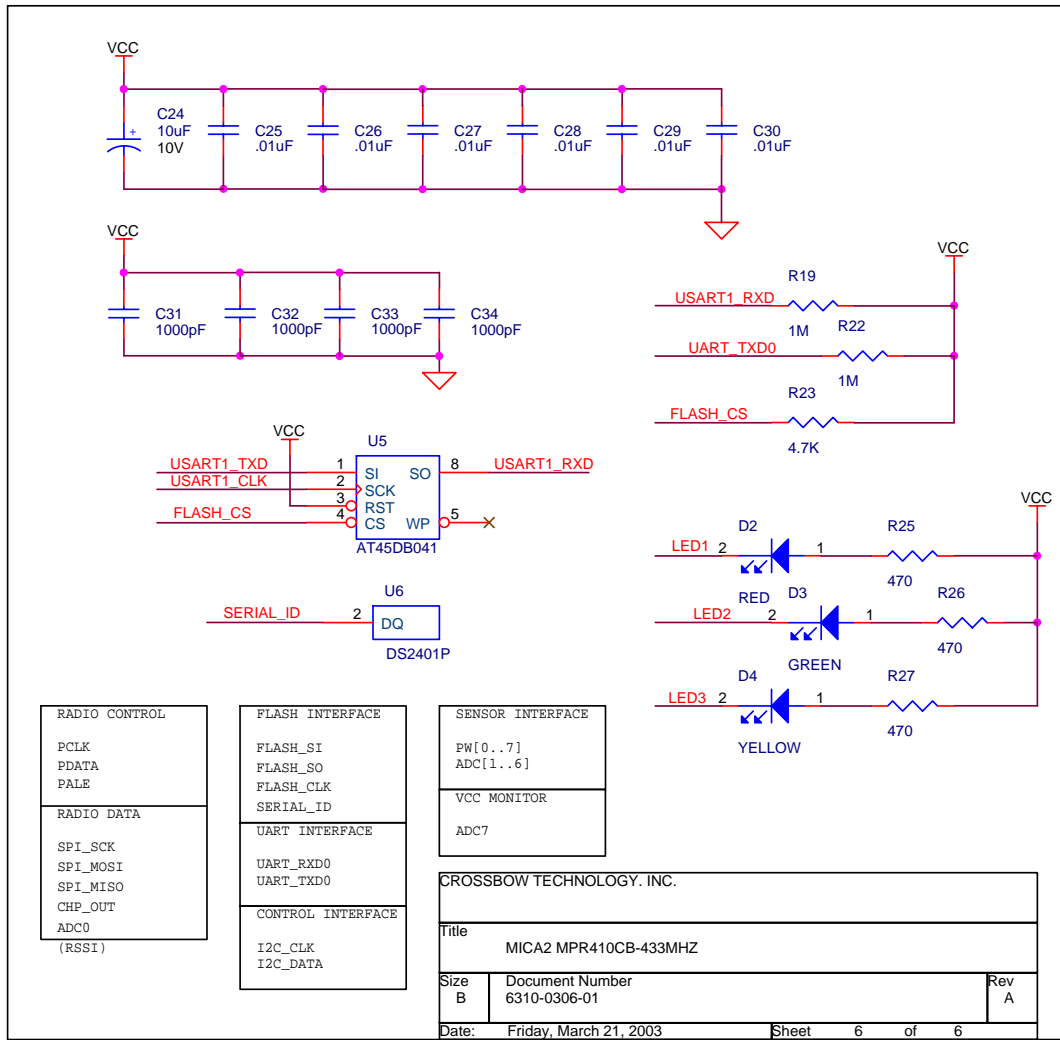 VCC
C24
10uF
10V
+
C25
.01uF
C26
.01uF
C27
.01uF
C28
.01uF
C29
.01uF
C30
.01uF
VCC
C31
1000pF
C32
1000pF
C33
1000pF
C34
1000pF
VCC
R19
USART1_RXD
1M
R22
UART_TXD0
1M
R23
FLASH_CS
4.7K
VCC
U5
USART1_TXD 1 SI SO 8 USART1_RXD
USART1_CLK 2 SCK
3 RST
FLASH_CS 4 CS WP 5
AT45DB041
U6
SERIAL_ID 2 DQ
DS2401P
VCC
D2 R25
LED1 2 1
RED 470
D3 R26
LED2 2 1
GREEN 470
D4 R27
LED3 2 1
YELLOW 470
RADIO CONTROL
PCLK
PDATA
PALE
RADIO DATA
SPI_SCK
SPI_MOSI
SPI_MISO
CHP_OUT
ADC0
(RSSI)
FLASH INTERFACE
FLASH_SI
FLASH_SO
FLASH_CLK
SERIAL_ID
UART INTERFACE
UART_RXD0
UART_TXD0
CONTROL INTERFACE
I2C_CLK
I2C_DATA
SENSOR INTERFACE
PW[0..7]
ADC[1..6]
VCC MONITOR
ADC7
CROSSBOW TECHNOLOGY. INC.
Title
MICA2 MPR410CB-433MHZ
Size Document Number Rev
B 6310-0306-01 A
Date: Friday, March 21, 2003 Sheet 6 of 6